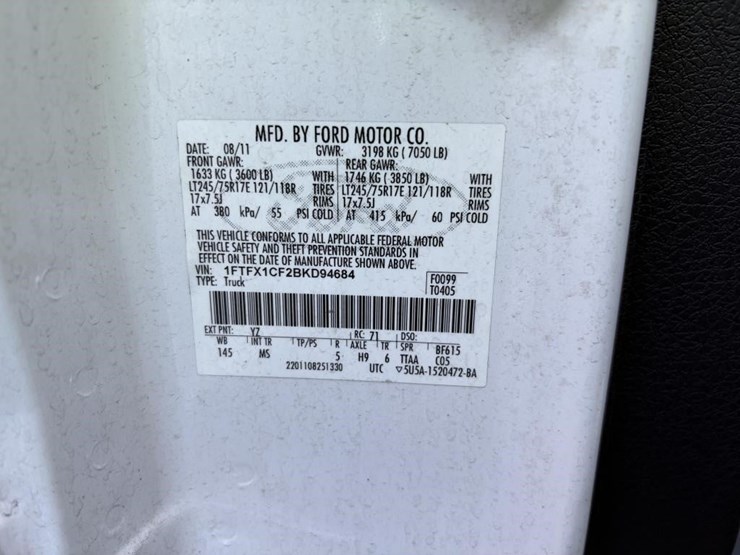 MFD. BY FORD MOTOR CO.
DATE: 08/11 GVWR: 3198 KG ( 7050 LB)
FRONT GAWR: REAR GAWR:
1633 KG ( 3600 LB) WITH 1746 KG ( 3850 LB) WITH
LT245/75R17E 121/118R TIRES LT245/75R17E 121/118R TIRES
17x7.5J RIMS 17x7.5J RIMS
AT 380 kPa/ 55 PSI COLD AT 415 kPa/ 60 PSI COLD
THIS VEHICLE CONFORMS TO ALL APPLICABLE FEDERAL MOTOR
VEHICLE SAFETY AND THEFT PREVENTION STANDARDS IN
EFFECT ON THE DATE OF MANUFACTURE SHOWN ABOVE.
VIN: 1FTFX1CF2BKD94684 F0099
TYPE: Truck T0405
EXT PNT: YZ RC: 71 DSO:
WB INT TR TP/PS R AXLE TR SPR BF615
145 MS 5 H9 6 TTAA C05
2201108251330 UTC ▽5U5A-1520472-BA